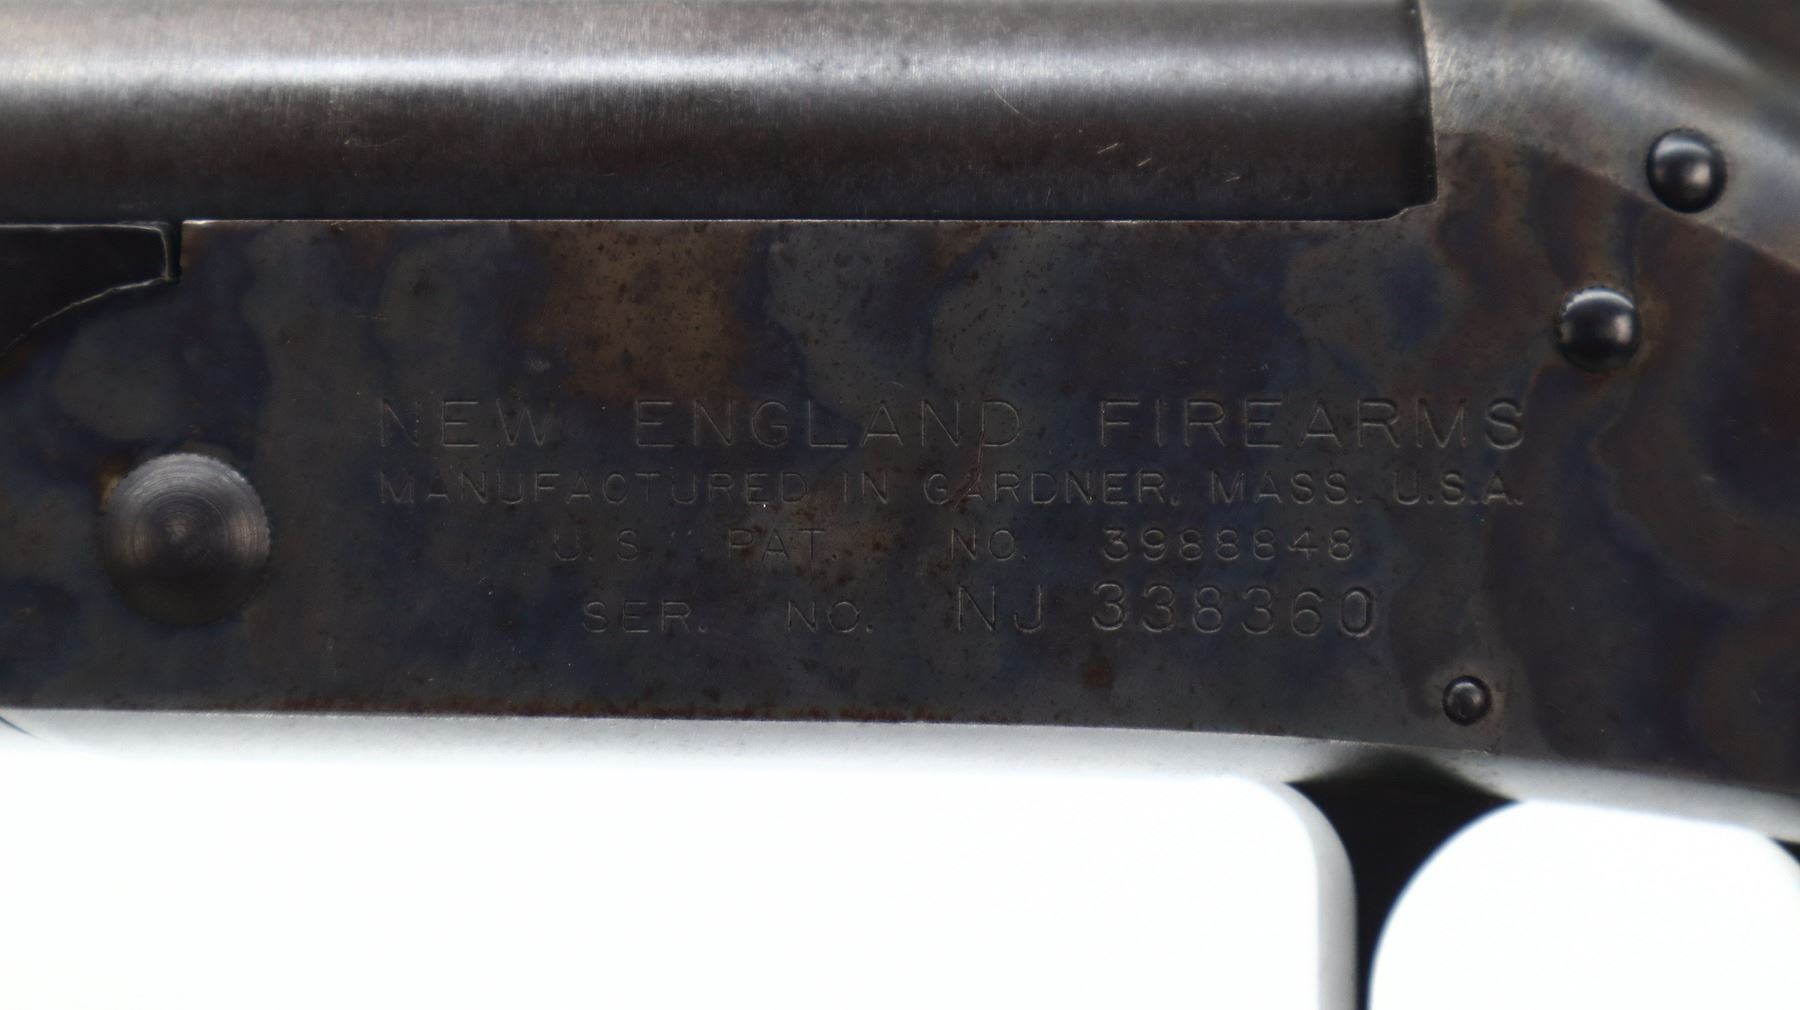 NEW ENGLAND FIREARMS
MANUFACTURED IN GARDNER, MASS. U.S.A.
U.S. PAT. NO. 3988848
SER. NO. NJ 338360